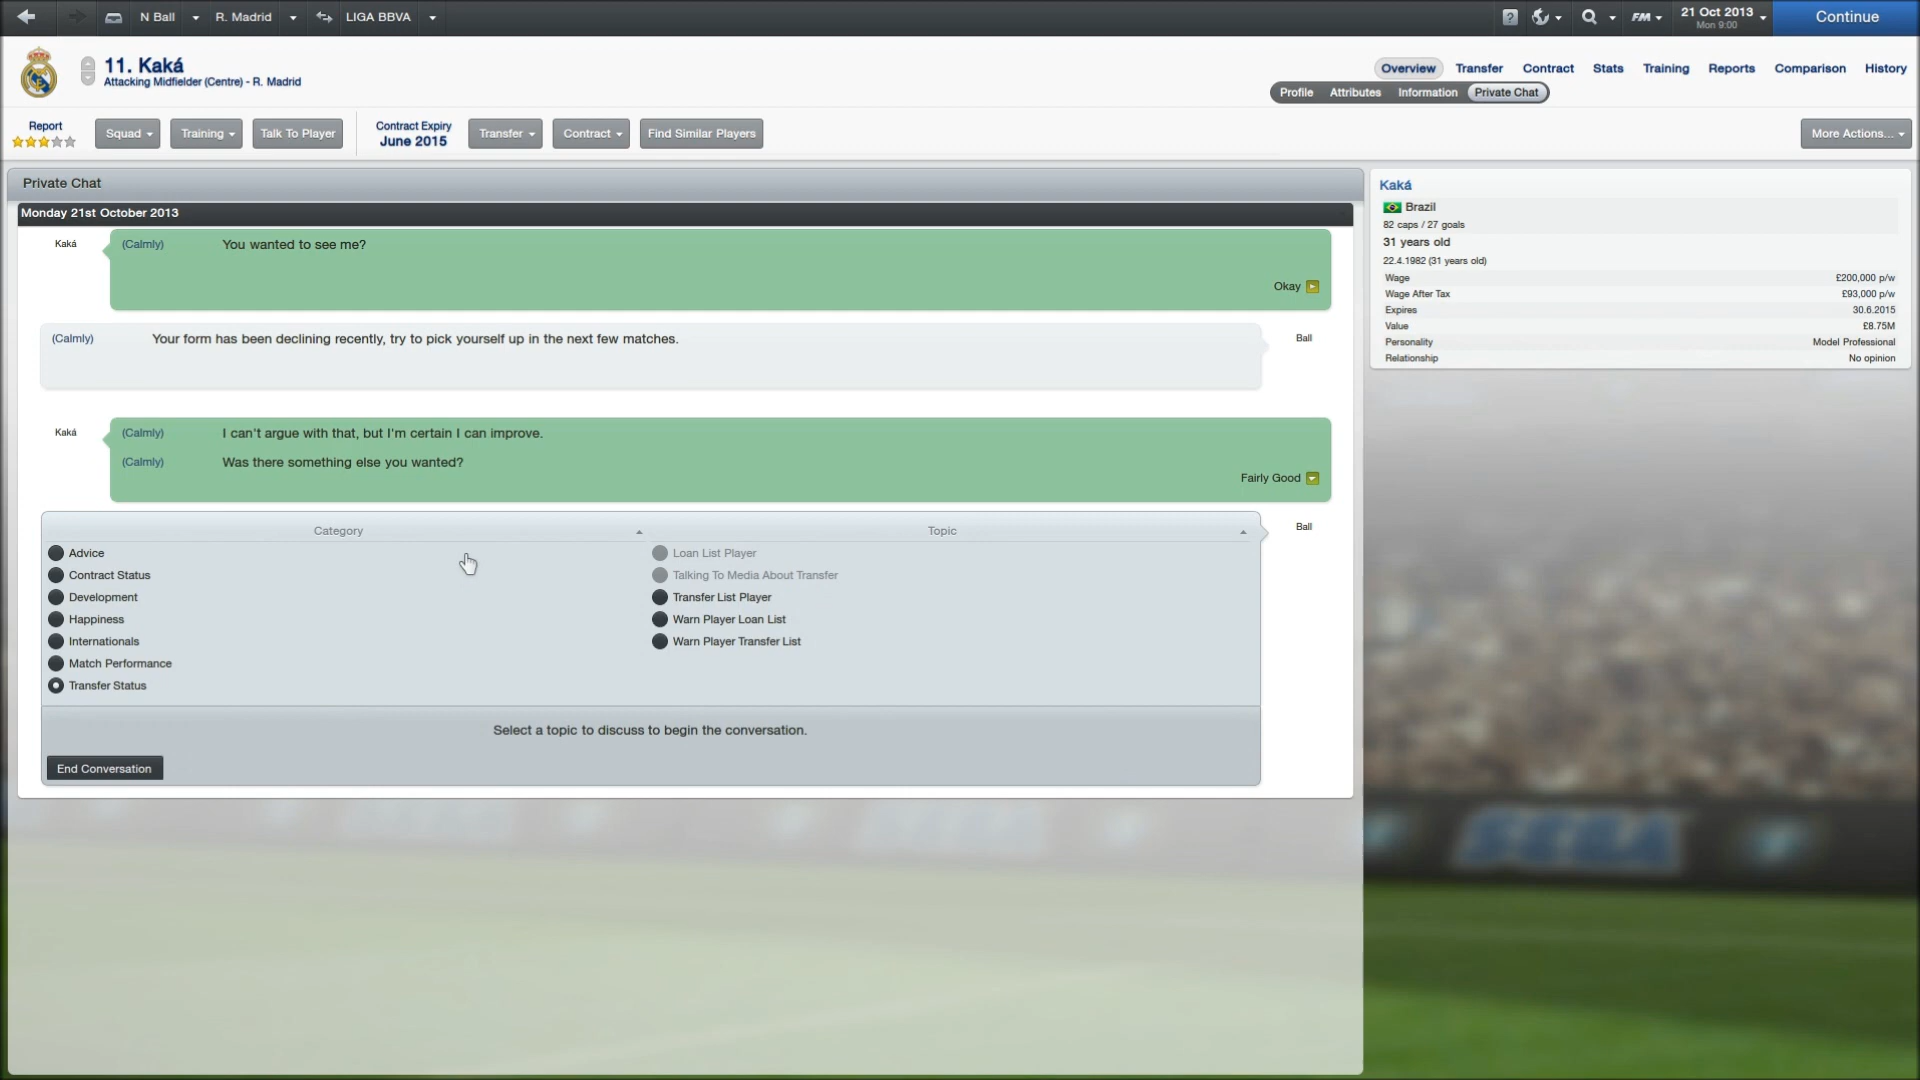 N Ball R. Madrid LIGA BBVA ? FM 21 Oct 2013 Continue
Mon 9:00
11. Kaká
Attacking Midfielder (Centre) - R. Madrid
Overview Transfer Contract Stats Training Reports Comparison History
Profile Attributes Information Private Chat
Report Squad Training Talk To Player Contract Expiry Transfer Contract Find Similar Players More Actions...
June 2015
Private Chat
Monday 21st October 2013
Kaká (Calmly) You wanted to see me?
Okay
(Calmly) Your form has been declining recently, try to pick yourself up in the next few matches. Ball
Kaká (Calmly) I can't argue with that, but I'm certain I can improve.
(Calmly) Was there something else you wanted?
Fairly Good
Category Topic Ball
Advice Loan List Player
Contract Status Talking To Media About Transfer
Development Transfer List Player
Happiness Warn Player Loan List
Internationals Warn Player Transfer List
Match Performance
Transfer Status
Select a topic to discuss to begin the conversation.
End Conversation
Kaká
Brazil
82 caps / 27 goals
31 years old
22.4.1982 (31 years old)
Wage £200,000 p/w
Wage After Tax £93,000 p/w
Expires 30.6.2015
Value £8.75M
Personality Model Professional
Relationship No opinion
SEGA